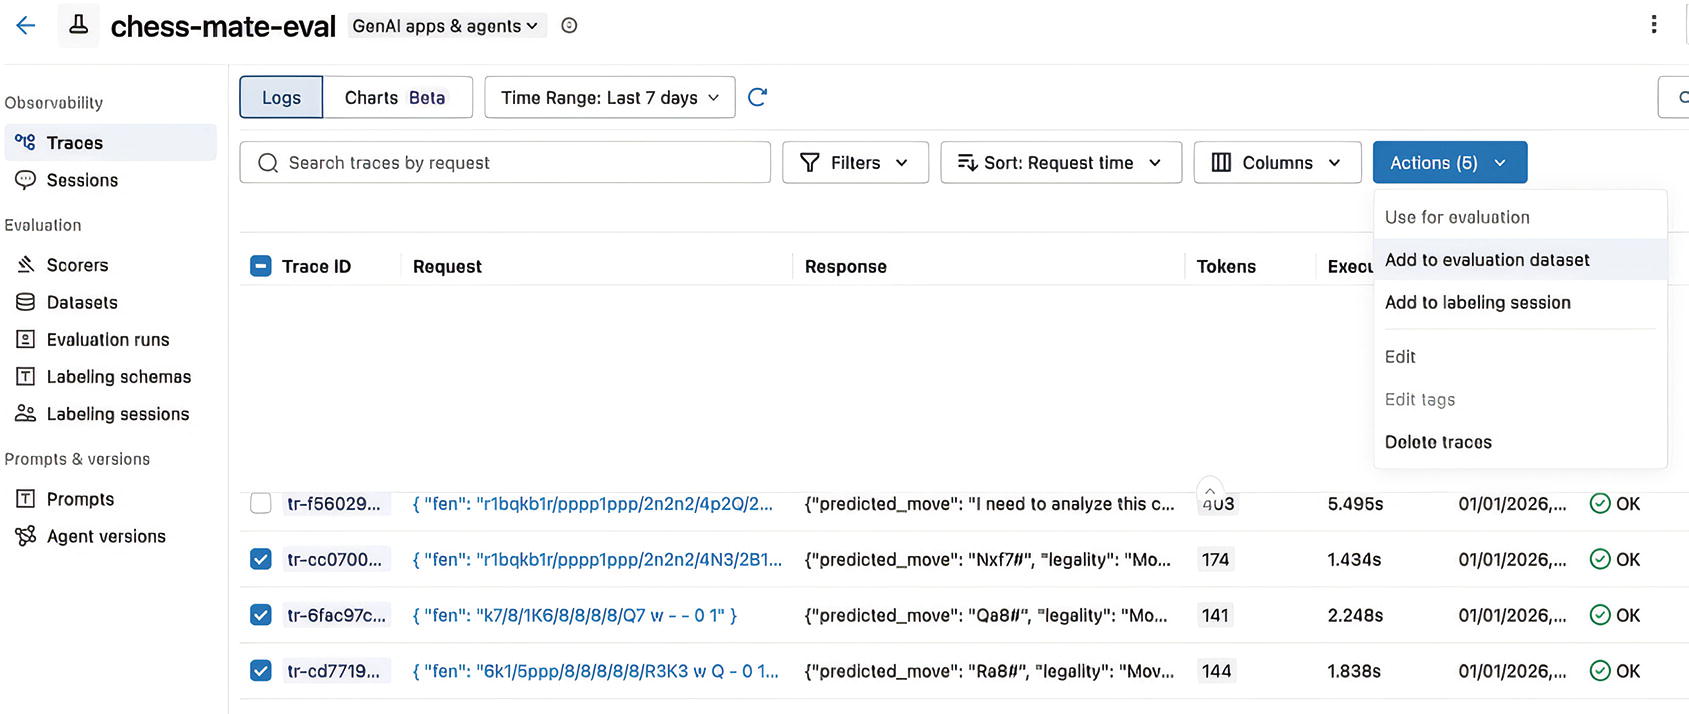 chess-mate-eval GenAI apps & agents
Observability
Traces
Sessions
Evaluation
Scorers
Datasets
Evaluation runs
Labeling schemas
Labeling sessions
Prompts & versions
Prompts
Agent versions
Logs Charts Beta Time Range: Last 7 days
Search traces by request Filters Sort: Request time Columns Actions (5)
Use for evaluation
Add to evaluation dataset
Add to labeling session
Edit
Edit tags
Delete traces
Trace ID Request Response Tokens Execu
tr-f56029... { "fen": "r1bqkb1r/pppp1ppp/2n2n2/4p2Q/2... {"predicted_move": "I need to analyze this c... 403 5.495s 01/01/2026,... OK
tr-cc0700... { "fen": "r1bqkb1r/pppp1ppp/2n2n2/4N3/2B1... {"predicted_move": "Nxf7#", "legality": "Mo... 174 1.434s 01/01/2026,... OK
tr-6fac97c... { "fen": "k7/8/1K6/8/8/8/8/Q7 w - - 0 1" } {"predicted_move": "Qa8#", "legality": "Mo... 141 2.248s 01/01/2026,... OK
tr-cd7719... { "fen": "6k1/5ppp/8/8/8/8/8/R3K3 w Q - 0 1... {"predicted_move": "Ra8#", "legality": "Mov... 144 1.838s 01/01/2026,... OK